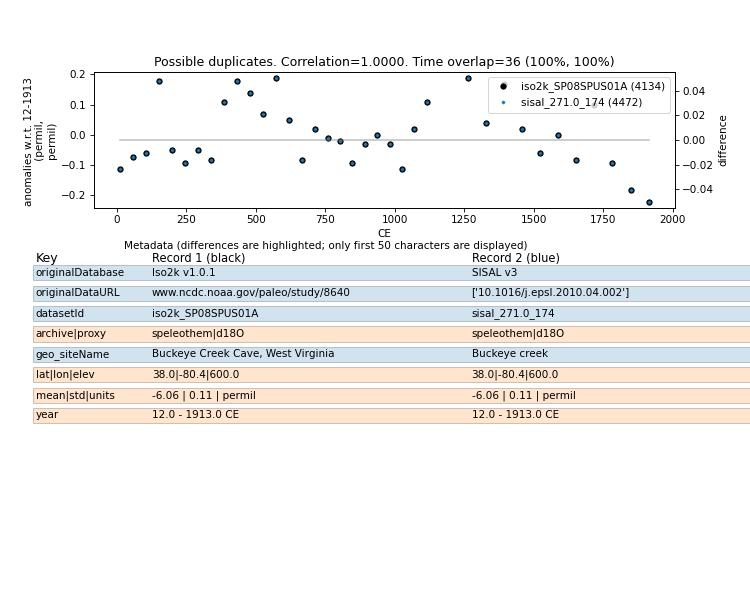 Possible duplicates. Correlation=1.0000. Time overlap=36 (100%, 100%)
anomalies w.r.t. 12-1913
(permil,
permil)
0.2
0.1
0.0
−0.1
−0.2
iso2k_SP08SPUS01A (4134)
sisal_271.0_174 (4472)
0.04
0.02
0.00
−0.02
−0.04
difference
0 250 500 750 1000 1250 1500 1750 2000
CE
Metadata (differences are highlighted; only first 50 characters are displayed)
Key Record 1 (black) Record 2 (blue)
originalDatabase Iso2k v1.0.1 SISAL v3
originalDataURL www.ncdc.noaa.gov/paleo/study/8640 ['10.1016/j.epsl.2010.04.002']
datasetId iso2k_SP08SPUS01A sisal_271.0_174
archive|proxy speleothem|d18O speleothem|d18O
geo_siteName Buckeye Creek Cave, West Virginia Buckeye creek
lat|lon|elev 38.0|-80.4|600.0 38.0|-80.4|600.0
mean|std|units -6.06 | 0.11 | permil -6.06 | 0.11 | permil
year 12.0 - 1913.0 CE 12.0 - 1913.0 CE